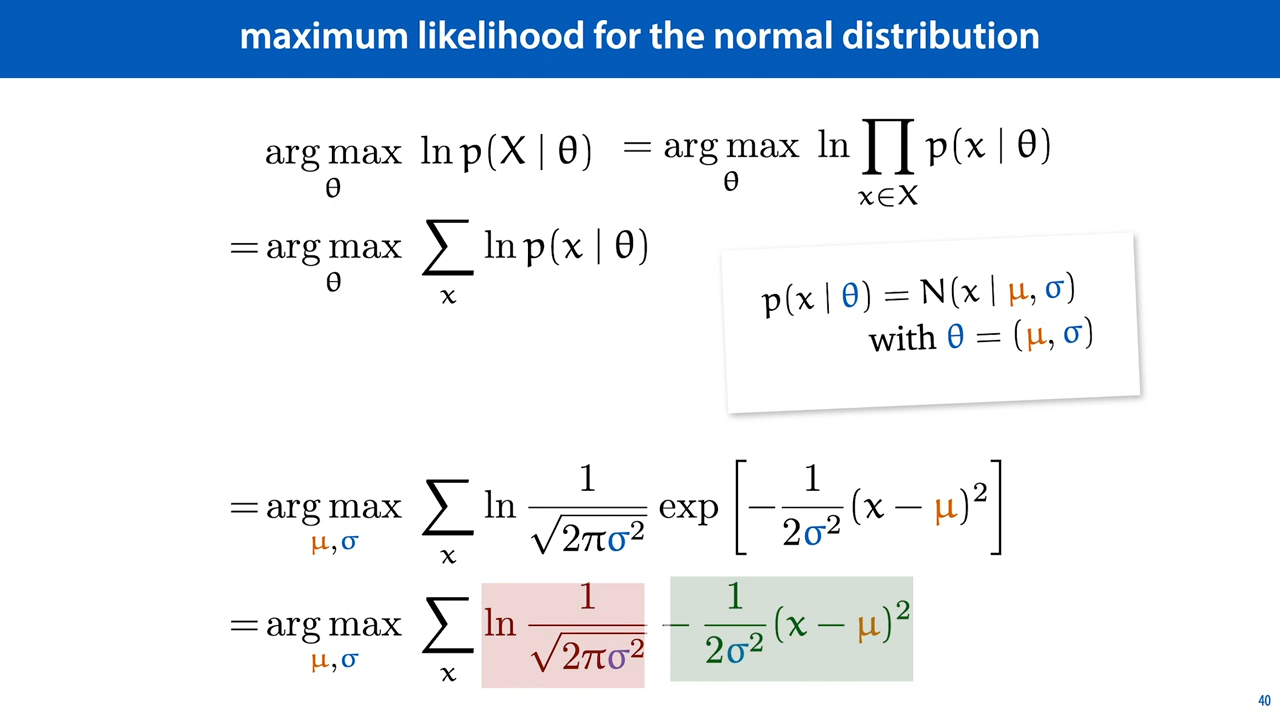 maximum likelihood for the normal distribution
arg max_θ ln p(X | θ) = arg max_θ ln ∏_{x∈X} p(x | θ)
= arg max_θ ∑_x ln p(x | θ)
p(x | θ) = N(x | μ, σ)
with θ = (μ, σ)
= arg max_{μ,σ} ∑_x ln 1/√(2πσ²) exp [−1/(2σ²) (x − μ)²]
= arg max_{μ,σ} ∑_x ln 1/√(2πσ²) − 1/(2σ²) (x − μ)²
40